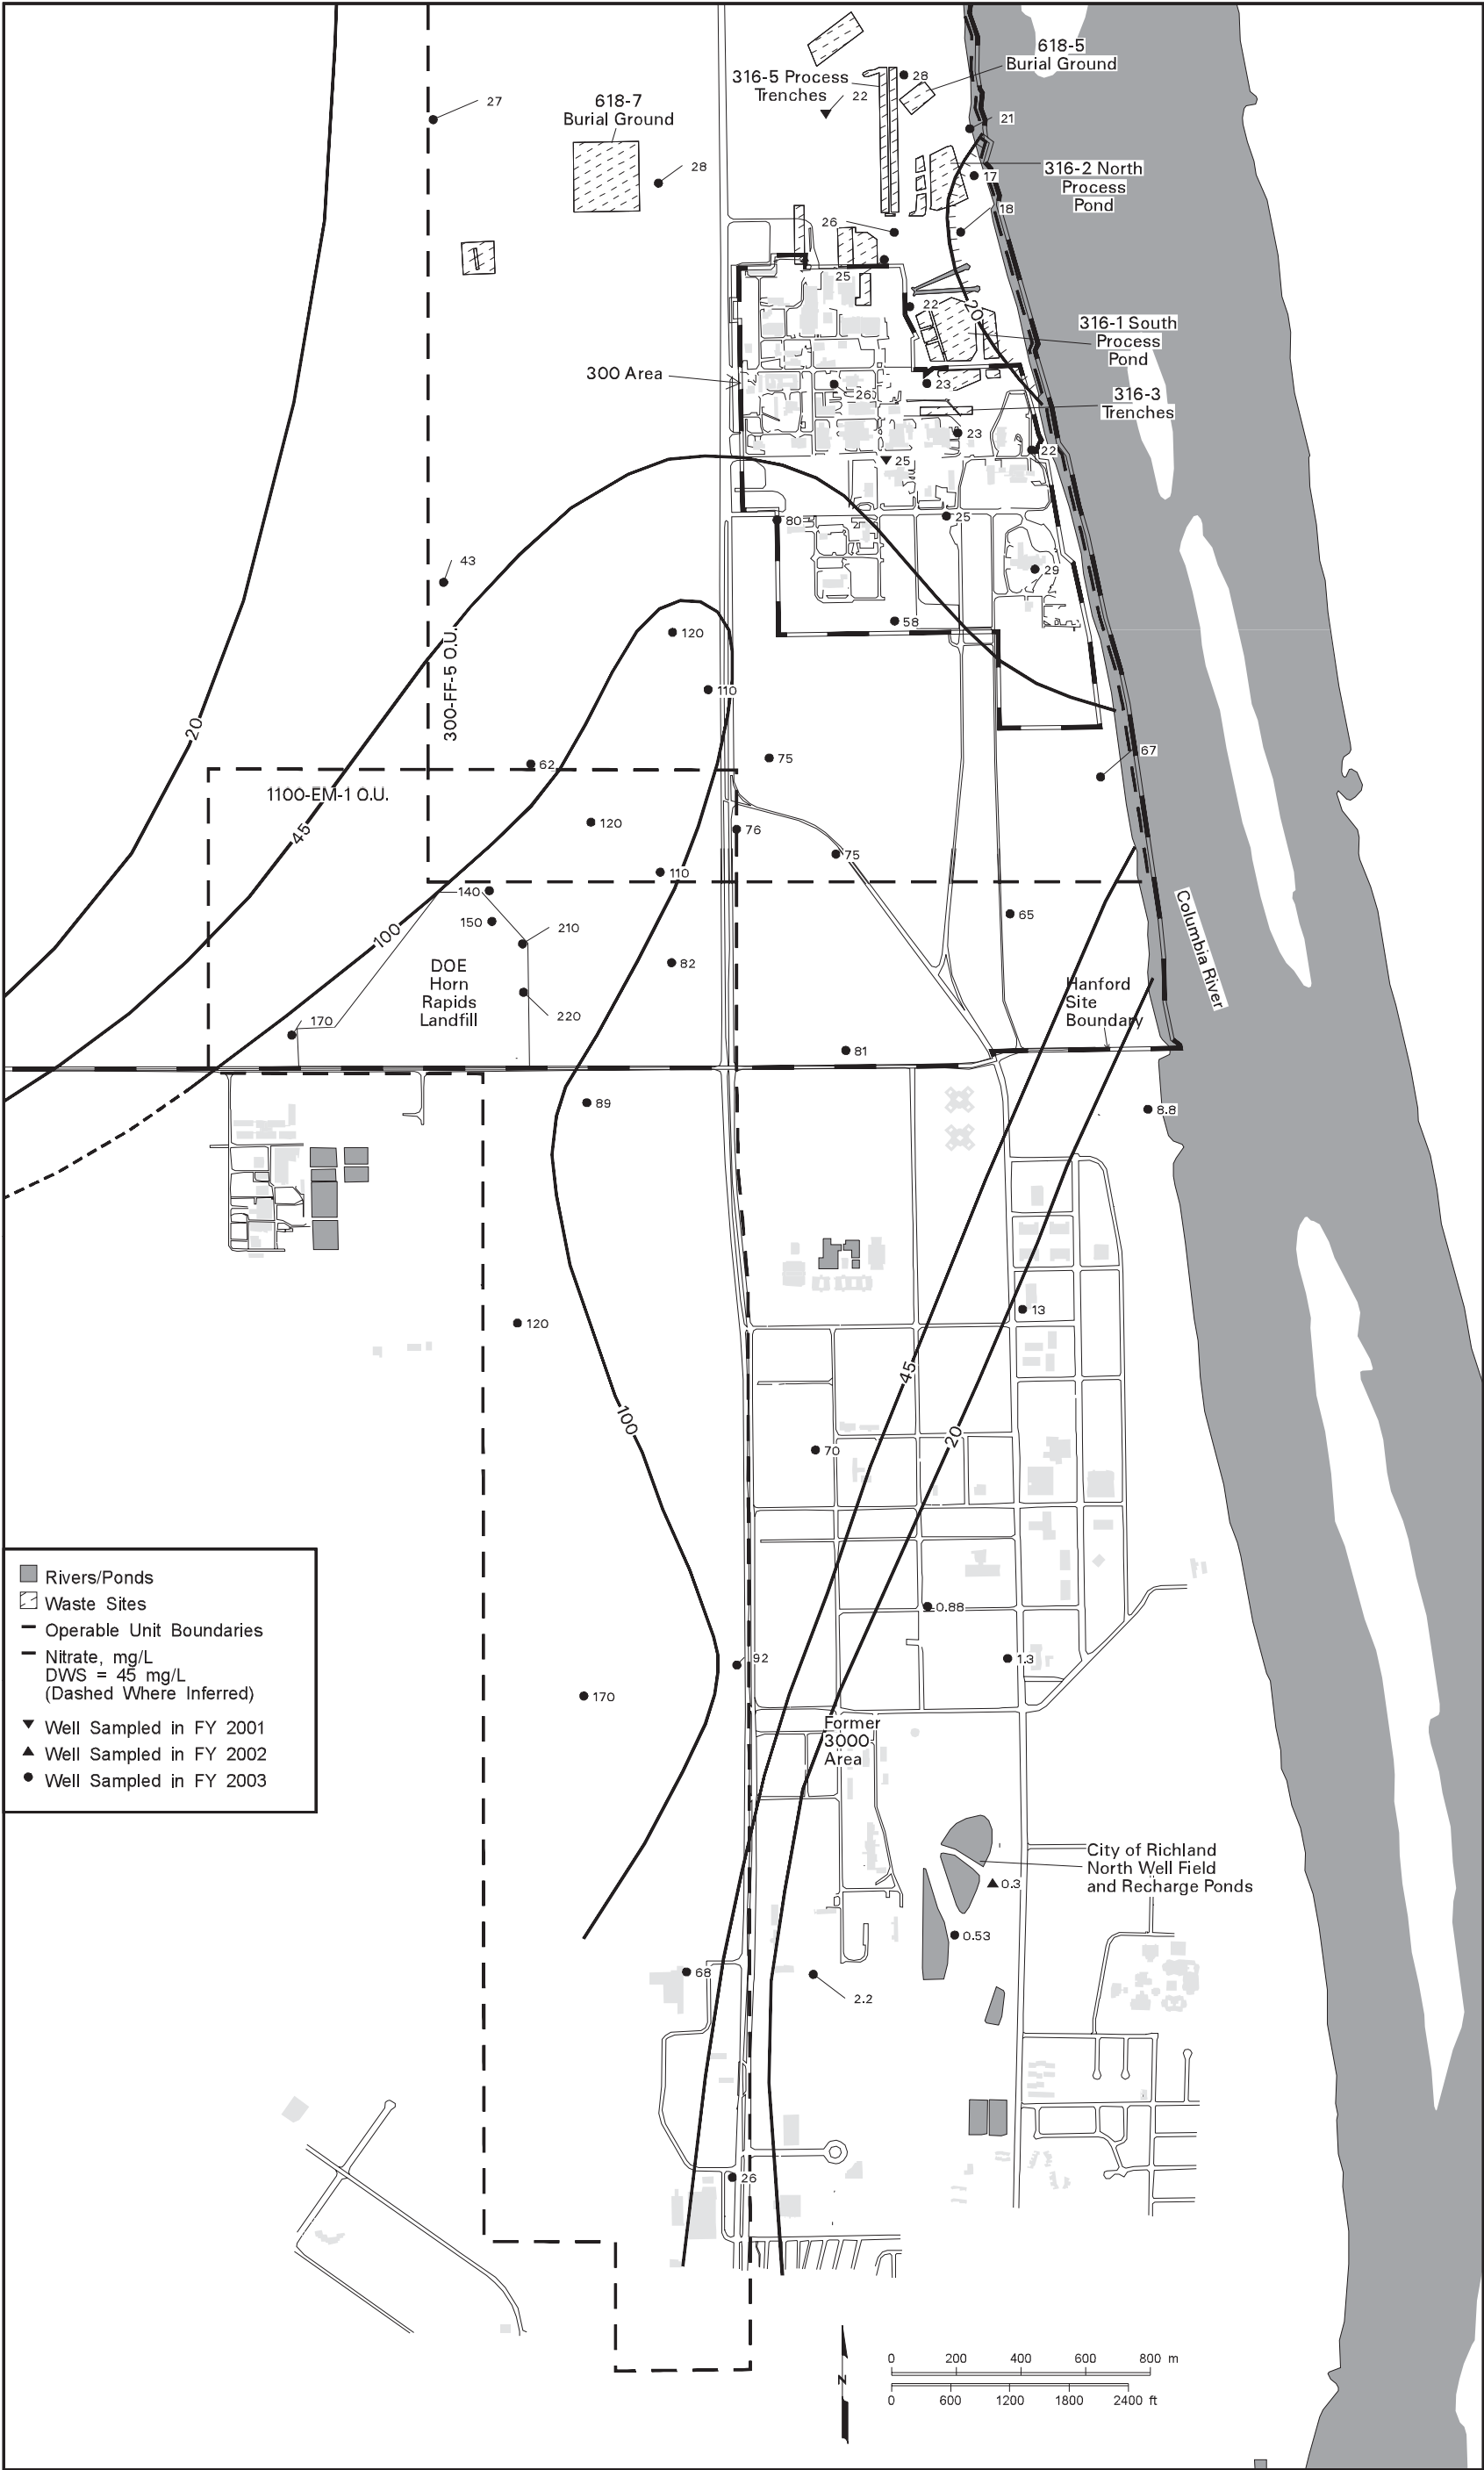 618-5
Burial Ground
316-5 Process
Trenches
28
22
27
618-7
Burial Ground
21
28
316-2 North
Process
Pond
17
18
26
25
22
20
316-1 South
Process
Pond
300 Area
23
26
316-3
Trenches
23
22
25
80
25
43
29
58
120
300-FF-5 O.U.
110
20
67
75
62
1100-EM-1 O.U.
45
120
76
75
110
140
65
150
210
100
Columbia River
DOE
Horn
Rapids
Landfill
82
Hanford
Site
Boundary
220
170
81
89
8.8
13
120
45
100
20
70
0.88
92
1.3
170
Former
3000
Area
Rivers/Ponds
Waste Sites
Operable Unit Boundaries
Nitrate, mg/L
DWS = 45 mg/L
(Dashed Where Inferred)
Well Sampled in FY 2001
Well Sampled in FY 2002
Well Sampled in FY 2003
City of Richland
North Well Field
and Recharge Ponds
0.3
0.53
68
2.2
26
N
0 200 400 600 800 m
0 600 1200 1800 2400 ft